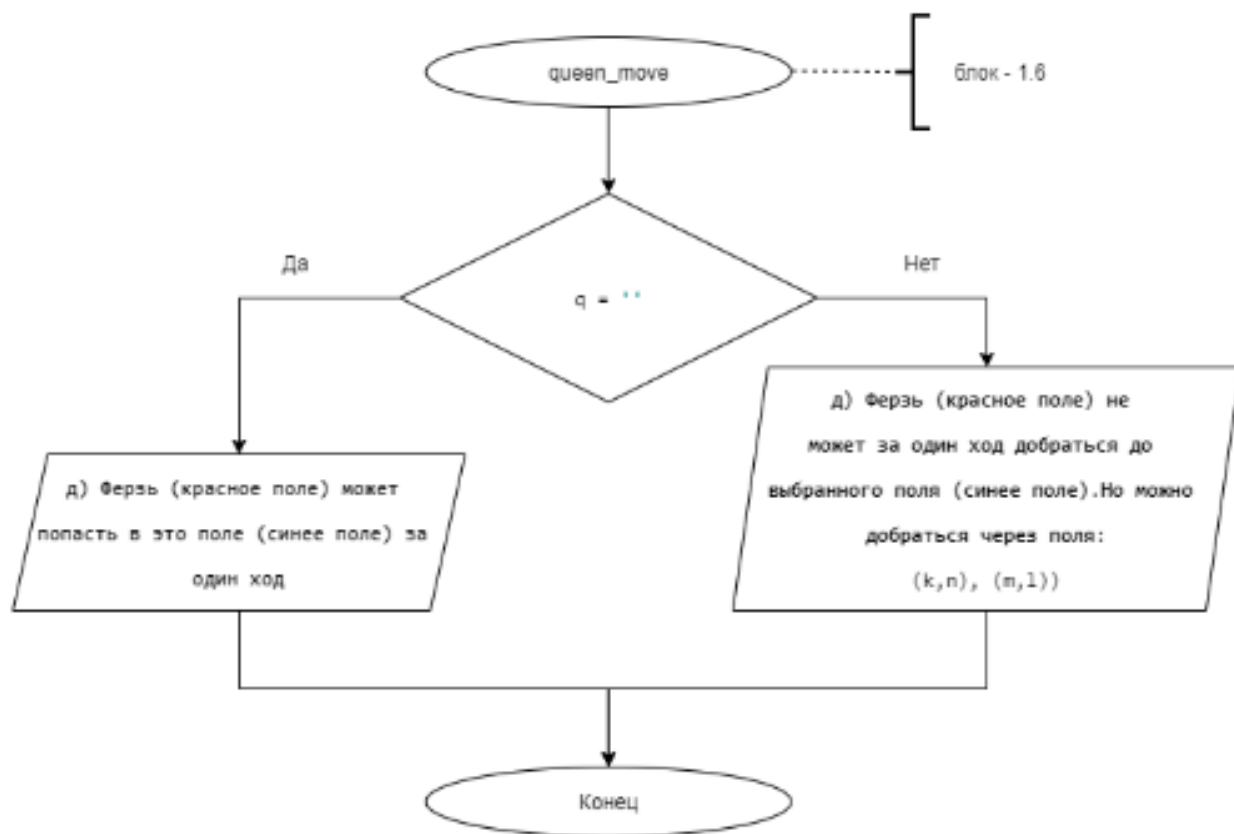 queen_move
блок - 1.6
Да
Нет
q = ''
д) Ферзь (красное поле) не
может за один ход добраться до
выбранного поля (синее поле).Но можно
добраться через поля:
(k,n), (m,l))
д) Ферзь (красное поле) может
попасть в это поле (синее поле) за
один ход
Конец